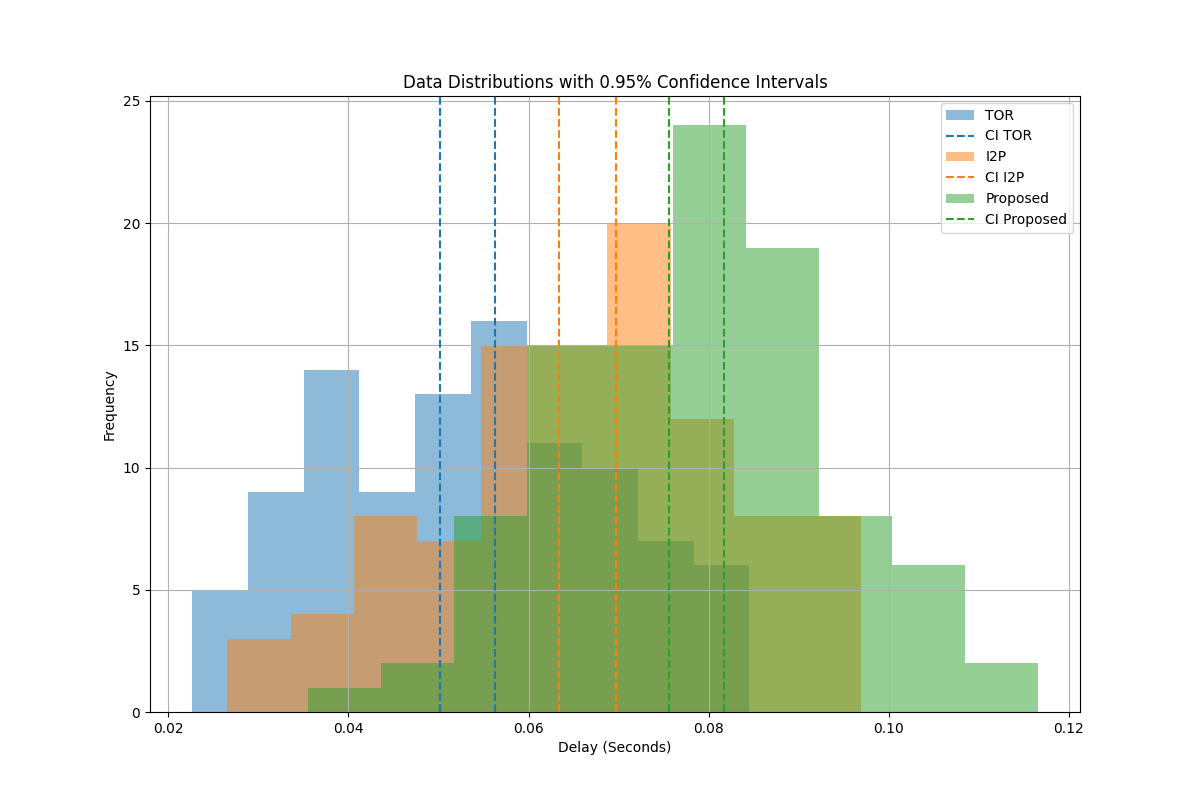 Data Distributions with 0.95% Confidence Intervals
25
20
15
10
5
0
Frequency
TOR
CI TOR
I2P
CI I2P
Proposed
CI Proposed
0.02
0.04
0.06
0.08
0.10
0.12
Delay (Seconds)